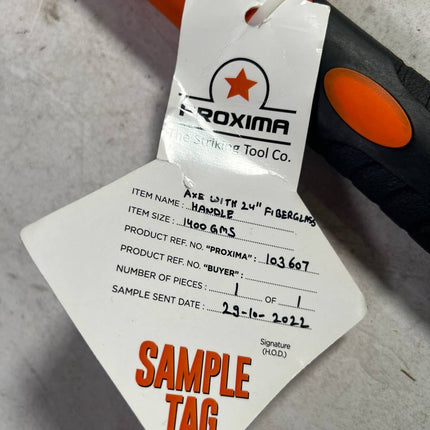 PROXIMA
The Striking Tool Co.
ITEM NAME : AXE WITH 24" FIBERGLASS
HANDLE
ITEM SIZE : 1400 GMS
PRODUCT REF. NO. "PROXIMA" : 103607
PRODUCT REF. NO. "BUYER" :
NUMBER OF PIECES : 1 OF 1
SAMPLE SENT DATE : 29-10-2022
Signature
(H.O.D.)
SAMPLE
TAG